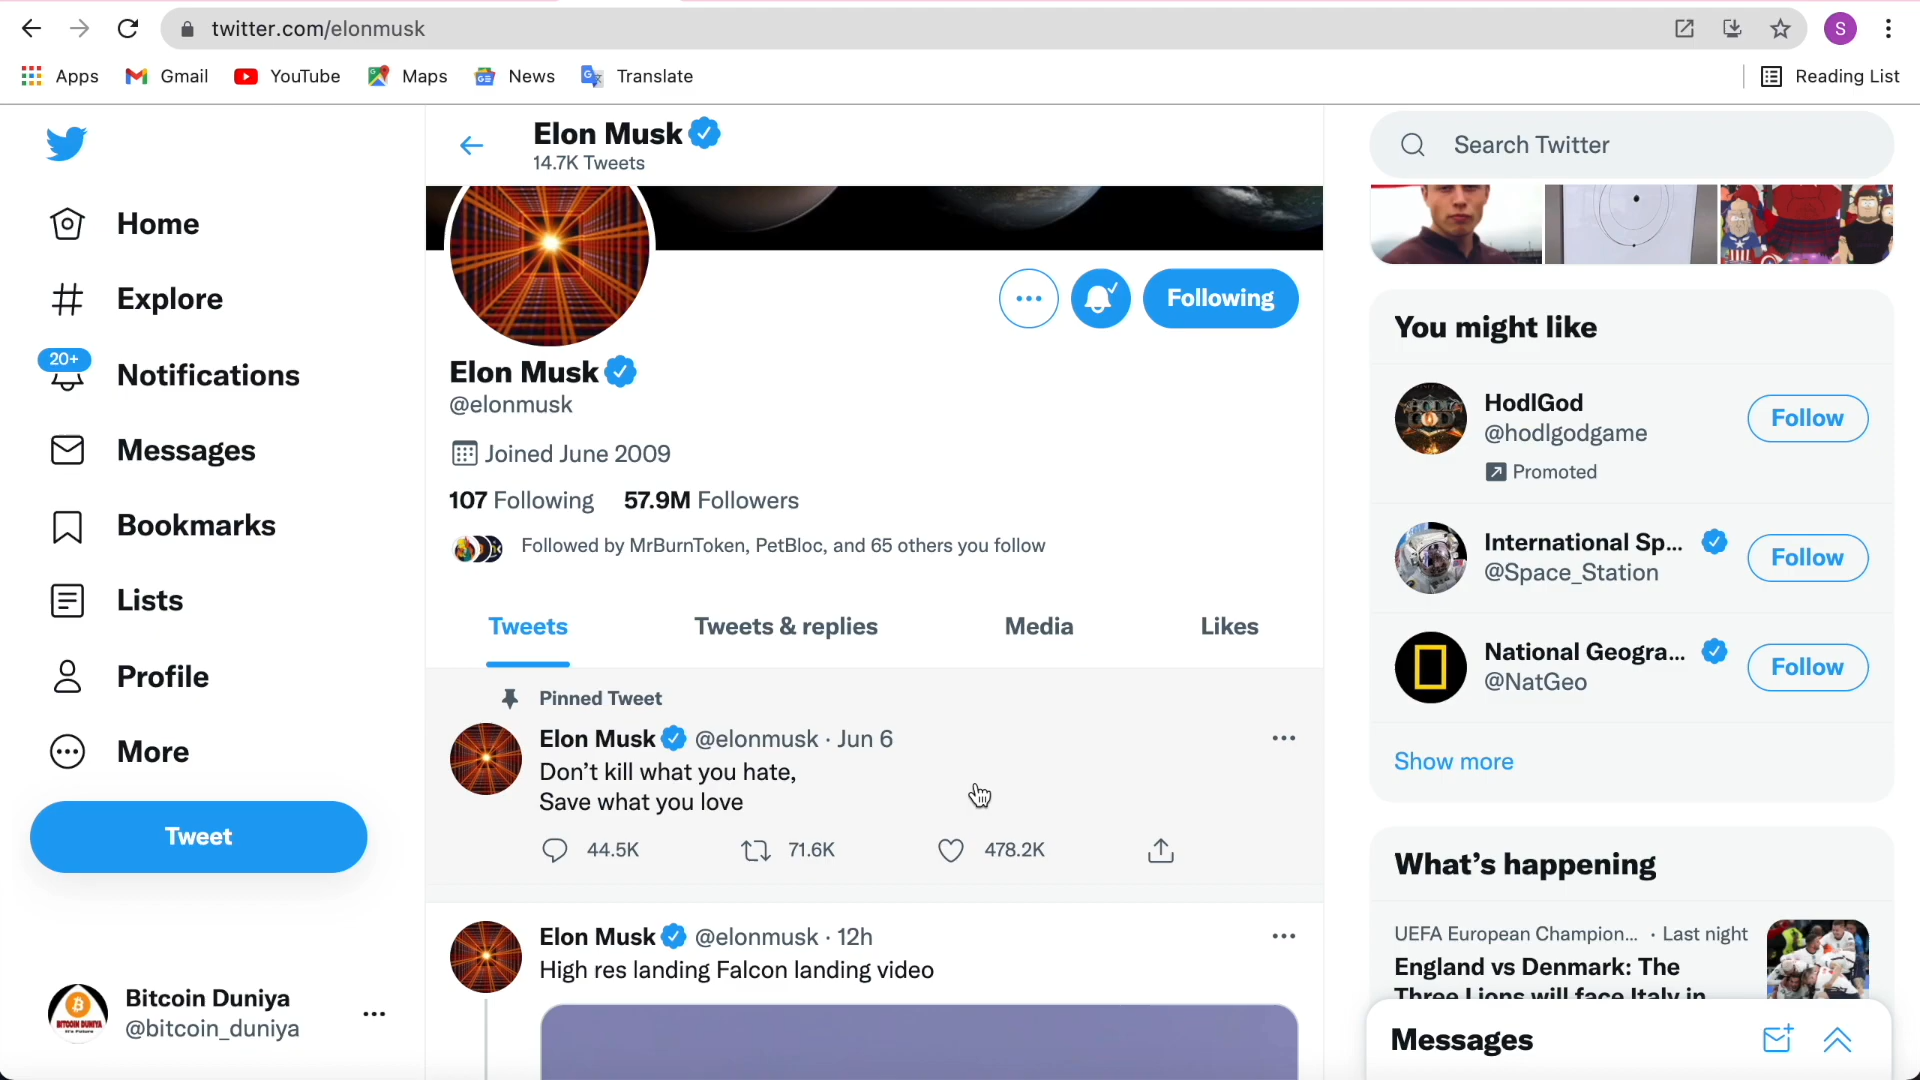 twitter.com/elonmusk
S
Apps
Gmail
YouTube
Maps
News
Translate
Reading List
Home
Explore
20+
Notifications
Messages
Bookmarks
Lists
Profile
More
Tweet
Bitcoin Duniya
@bitcoin_duniya
Elon Musk
14.7K Tweets
Following
Elon Musk
@elonmusk
Joined June 2009
107 Following 57.9M Followers
Followed by MrBurnToken, PetBloc, and 65 others you follow
Tweets
Tweets & replies
Media
Likes
Pinned Tweet
Elon Musk @elonmusk · Jun 6
Don't kill what you hate,
Save what you love
44.5K
71.6K
478.2K
Elon Musk @elonmusk · 12h
High res landing Falcon landing video
Search Twitter
You might like
HodlGod
@hodlgodgame
Promoted
Follow
International Sp...
@Space_Station
Follow
National Geogra...
@NatGeo
Follow
Show more
What's happening
UEFA European Champion... · Last night
England vs Denmark: The
Three Lions will face Italy in
Messages